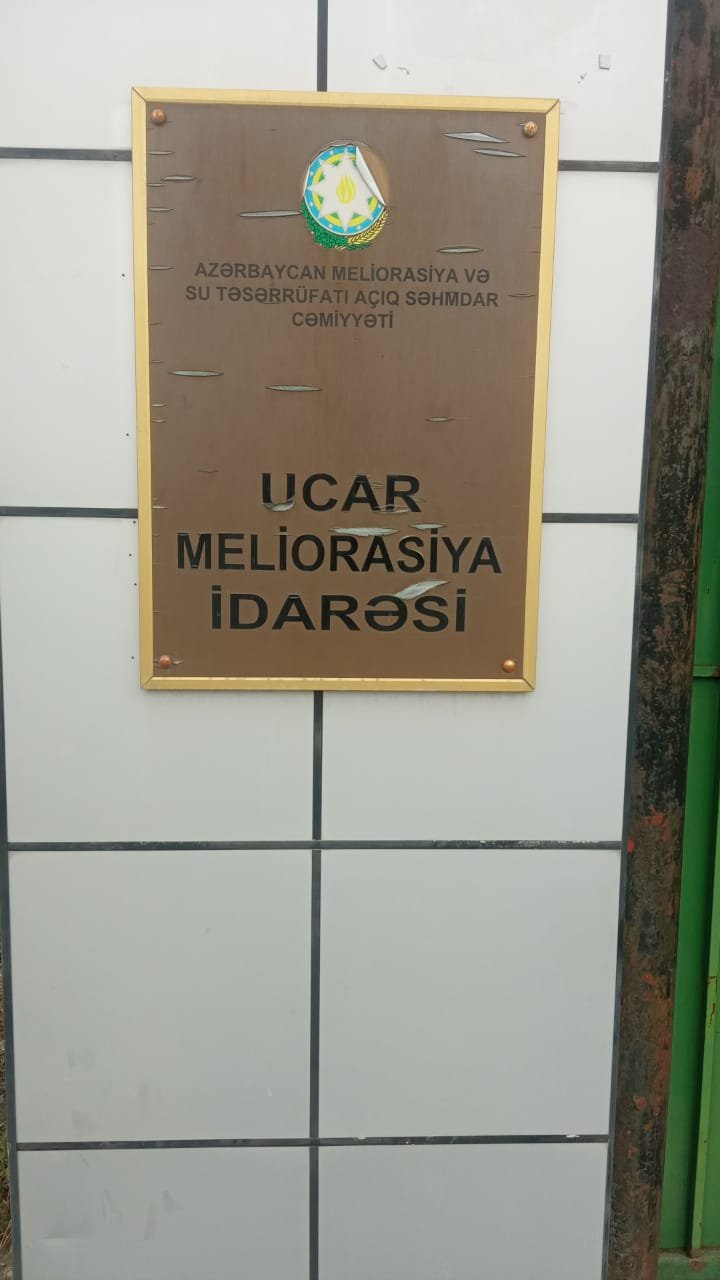 AZƏRBAYCAN MELİORASİYA VƏ
SU TƏSƏRRÜFATI AÇIQ SƏHMDAR
CƏMİYYƏTİ
UCAR
MELİORASİYA
İDARƏSİ